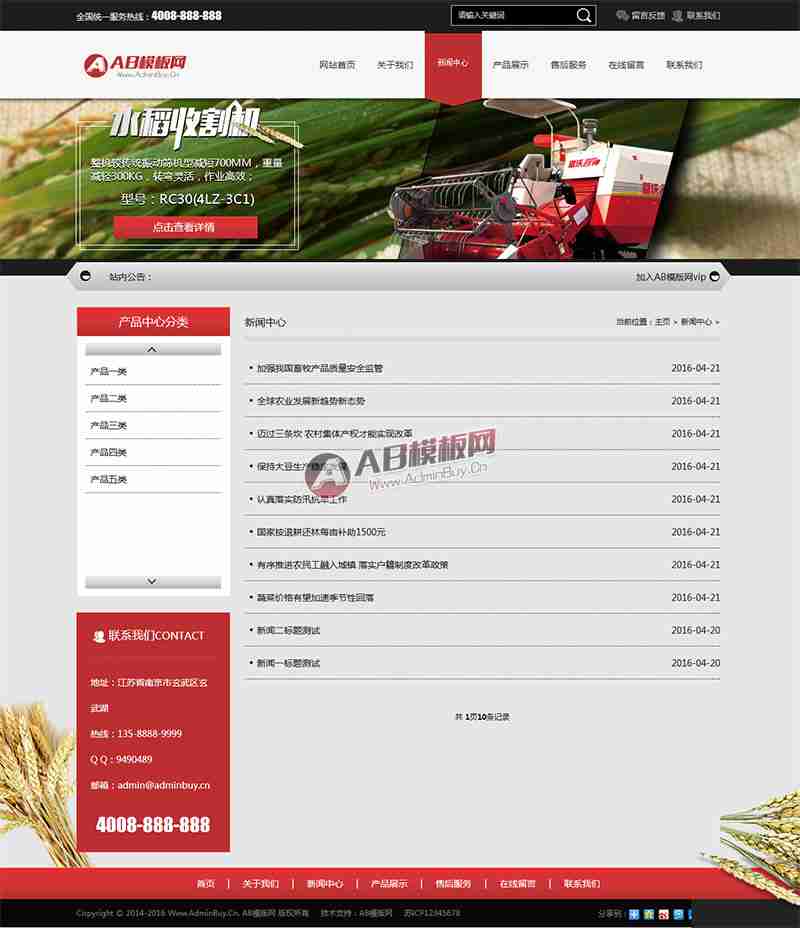 全国统一服务热线：4008-888-888
请输入关键词
留言反馈 联系我们
AB模板网
Www.AdminBuy.Cn
网站首页 关于我们 新闻中心 产品展示 售后服务 在线留言 联系我们
水稻收割机
整机较传统振动筛机型减短700MM，重量
减轻300KG，转弯灵活，作业高效；
型号：RC30(4LZ-3C1)
点击查看详情
站内公告：
加入AB模版网vip
产品中心分类
产品一类
产品二类
产品三类
产品四类
产品五类
新闻中心
当前位置：主页 > 新闻中心 >
• 加强我国畜牧产品质量安全监管 2016-04-21
• 全球农业发展新趋势新态势 2016-04-21
• 迈过三条坎 农村集体产权才能实现改革 2016-04-21
• 保持大豆生产 2016-04-21
• 认真落实防汛抗旱工作 2016-04-21
• 国家按退耕还林每亩补助1500元 2016-04-21
• 有序推进农民工融入城镇 落实户籍制度改革政策 2016-04-21
• 蔬菜价格有望加速季节性回落 2016-04-21
• 新闻二标题测试 2016-04-20
• 新闻一标题测试 2016-04-20
AB模板网
Www.AdminBuy.Cn
共 1页10条记录
联系我们CONTACT
地址：江苏省南京市玄武区玄
武湖
热线：135-8888-9999
Q Q：9490489
邮箱：admin@adminbuy.cn
4008-888-888
首页 | 关于我们 | 新闻中心 | 产品展示 | 售后服务 | 在线留言 | 联系我们
Copyright © 2014-2016 Www.AdminBuy.Cn. AB模板网 版权所有 技术支持：AB模板网 苏ICP12345678
分享到：